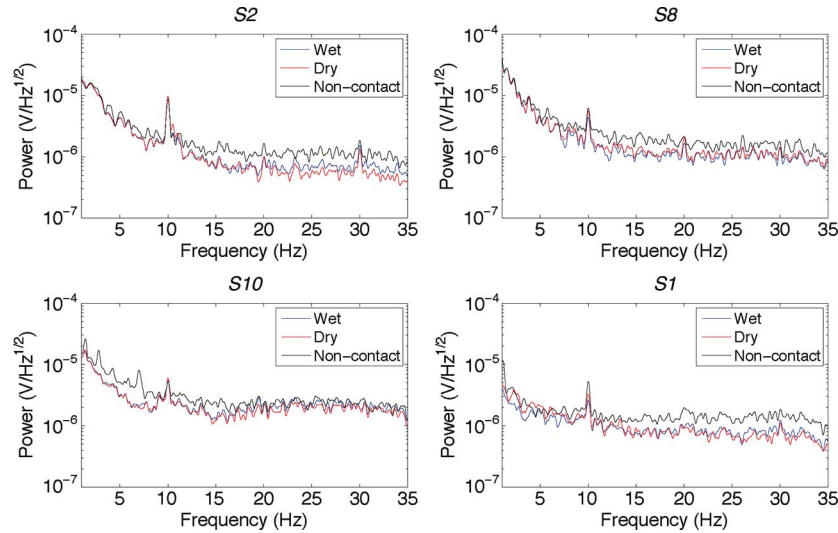 S2
10⁻⁴
10⁻⁵
10⁻⁶
10⁻⁷
Power (V/Hz^1/2)
Wet
Dry
Non-contact
5 10 15 20 25 30 35
Frequency (Hz)
S8
10⁻⁴
10⁻⁵
10⁻⁶
10⁻⁷
Power (V/Hz^1/2)
Wet
Dry
Non-contact
5 10 15 20 25 30 35
Frequency (Hz)
S10
10⁻⁴
10⁻⁵
10⁻⁶
10⁻⁷
Power (V/Hz^1/2)
Wet
Dry
Non-contact
5 10 15 20 25 30 35
Frequency (Hz)
S1
10⁻⁴
10⁻⁵
10⁻⁶
10⁻⁷
Power (V/Hz^1/2)
Wet
Dry
Non-contact
5 10 15 20 25 30 35
Frequency (Hz)